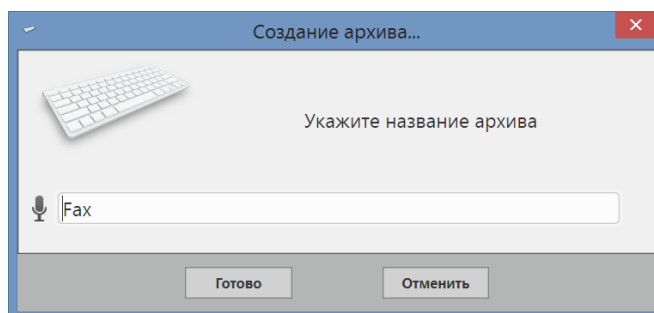 Создание архива...
Укажите название архива
Fax
Готово
Отменить